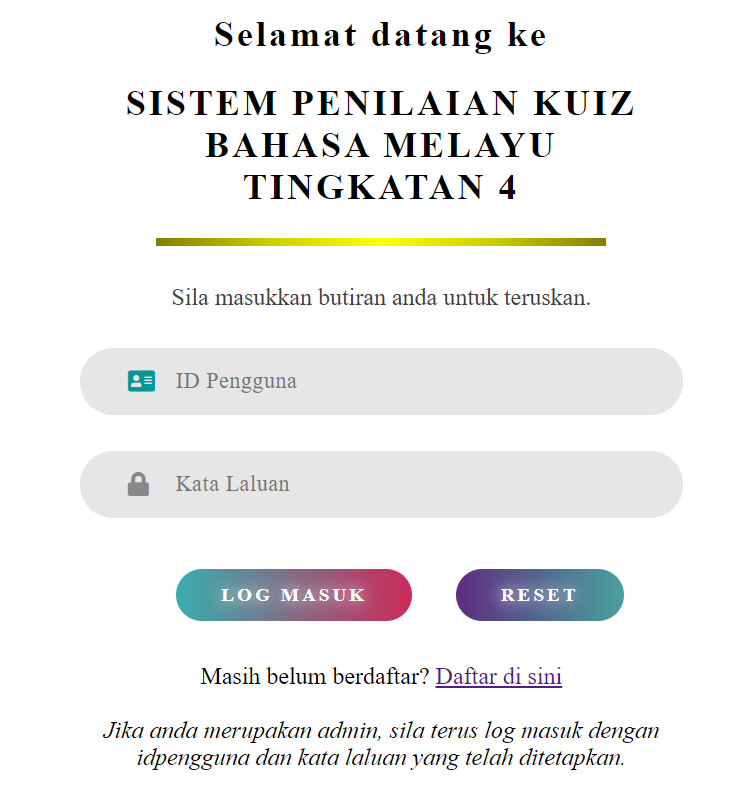 Selamat datang ke
SISTEM PENILAIAN KUIZ
BAHASA MELAYU
TINGKATAN 4
Sila masukkan butiran anda untuk teruskan.
ID Pengguna
Kata Laluan
LOG MASUK
RESET
Masih belum berdaftar? Daftar di sini
Jika anda merupakan admin, sila terus log masuk dengan
idpengguna dan kata laluan yang telah ditetapkan.